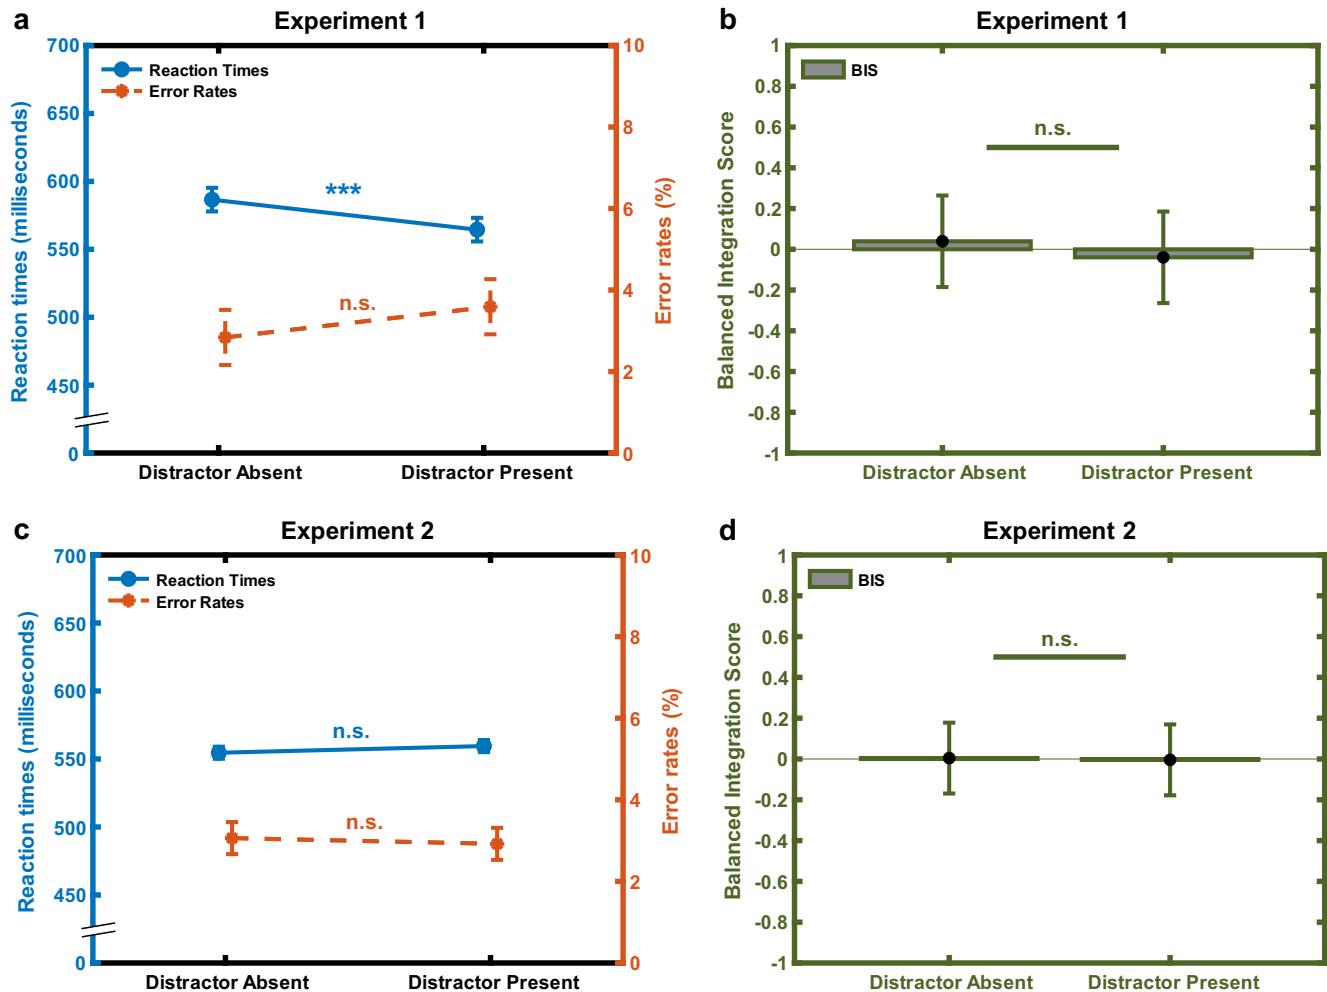 a
Experiment 1
700
650
600
550
500
450
0
Reaction times (milliseconds)
Reaction Times
Error Rates
***
n.s.
10
8
6
4
2
0
Error rates (%)
Distractor Absent
Distractor Present
b
Experiment 1
1
0.8
0.6
0.4
0.2
0
-0.2
-0.4
-0.6
-0.8
-1
Balanced Integration Score
BIS
n.s.
Distractor Absent
Distractor Present
c
Experiment 2
700
650
600
550
500
450
0
Reaction times (milliseconds)
Reaction Times
Error Rates
n.s.
n.s.
10
8
6
4
2
0
Error rates (%)
Distractor Absent
Distractor Present
d
Experiment 2
1
0.8
0.6
0.4
0.2
0
-0.2
-0.4
-0.6
-0.8
-1
Balanced Integration Score
BIS
n.s.
Distractor Absent
Distractor Present